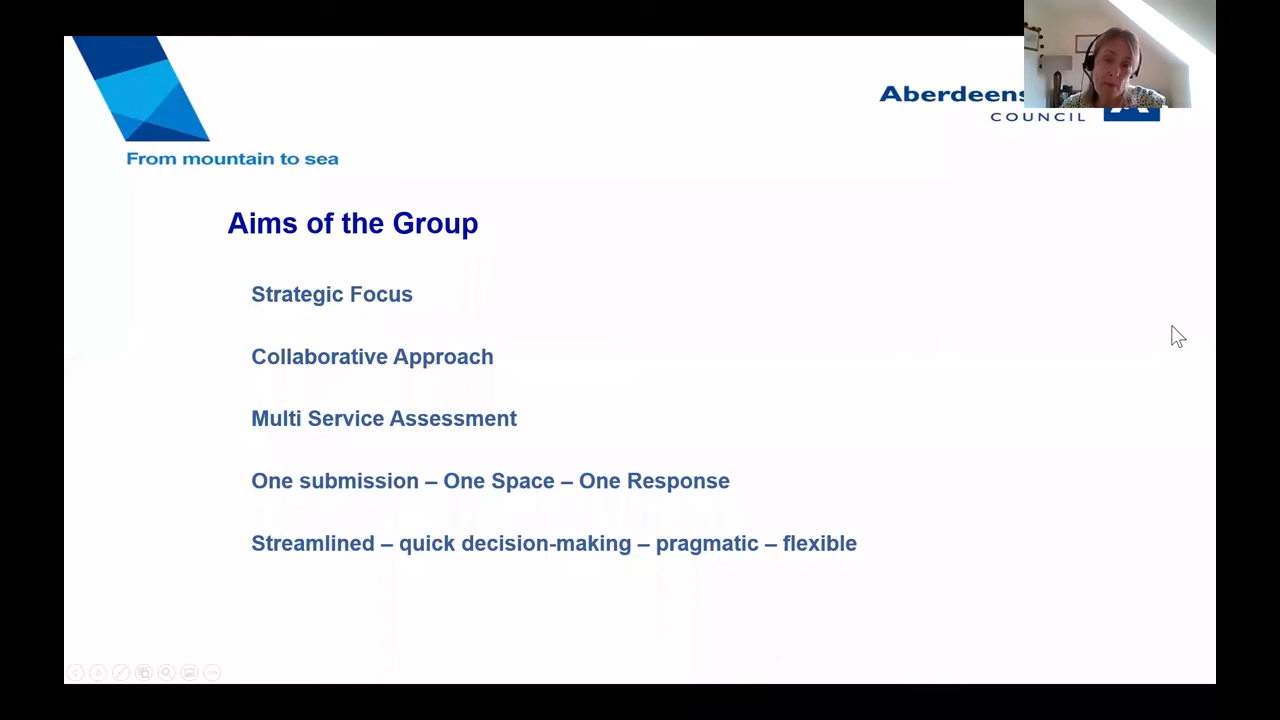 Aberdeens
COUNCIL
From mountain to sea
Aims of the Group
Strategic Focus
Collaborative Approach
Multi Service Assessment
One submission – One Space – One Response
Streamlined – quick decision-making – pragmatic – flexible